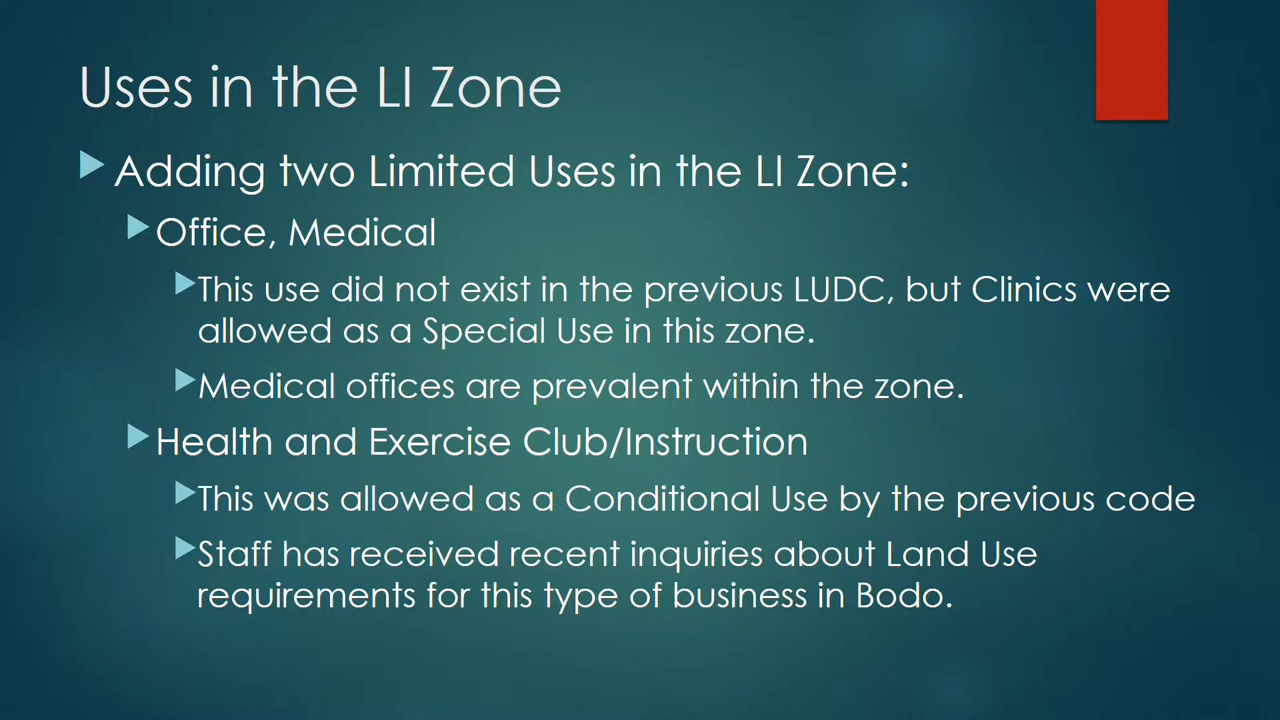 Uses in the LI Zone
Adding two Limited Uses in the LI Zone:
Office, Medical
This use did not exist in the previous LUDC, but Clinics were
allowed as a Special Use in this zone.
Medical offices are prevalent within the zone.
Health and Exercise Club/Instruction
This was allowed as a Conditional Use by the previous code
Staff has received recent inquiries about Land Use
requirements for this type of business in Bodo.